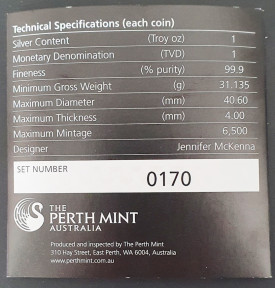 Technical Specifications (each coin)
Silver Content (Troy oz) 1
Monetary Denomination (TVD) 1
Fineness (% purity) 99.9
Minimum Gross Weight (g) 31.135
Maximum Diameter (mm) 40.60
Maximum Thickness (mm) 4.00
Maximum Mintage 6,500
Designer Jennifer McKenna
SET NUMBER
0170
THE
PERTH MINT
AUSTRALIA
Produced and inspected by The Perth Mint
310 Hay Street, East Perth, WA 6004, Australia
www.perthmint.com.au